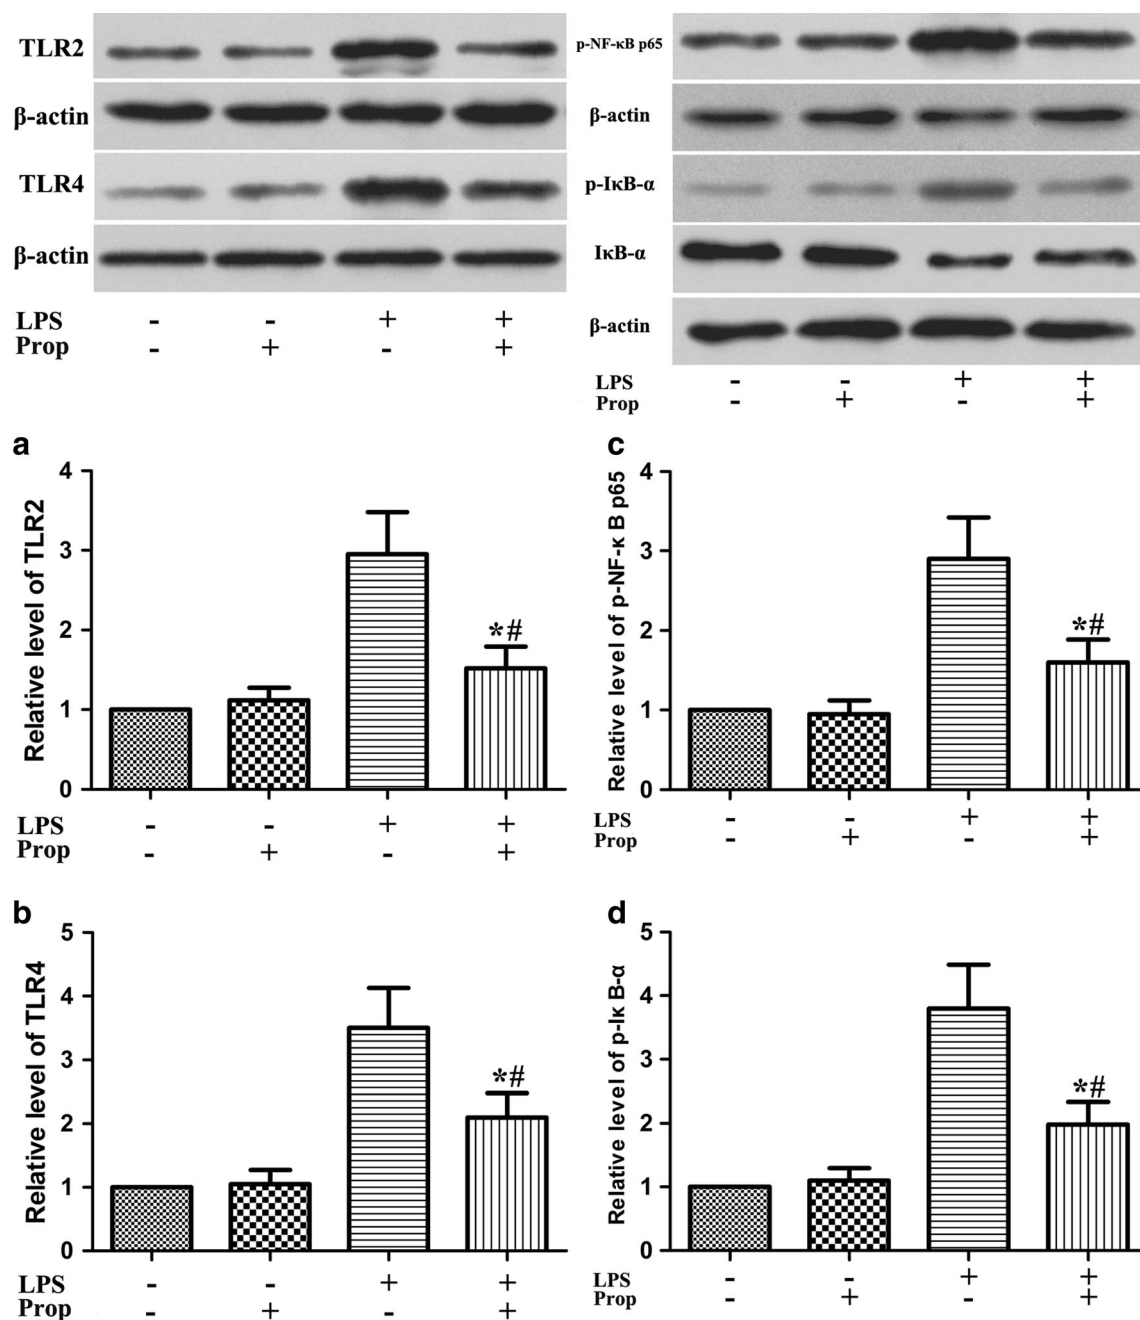 TLR2
β-actin
TLR4
β-actin
LPS - - + +
Prop - + - +
p-NF-κB p65
β-actin
p-IκB-α
IκB-α
β-actin
LPS - - + +
Prop - + - +
a
Relative level of TLR2
4
3
2
1
0
*#
LPS - - + +
Prop - + - +
c
Relative level of p-NF-κ B p65
4
3
2
1
0
*#
LPS - - + +
Prop - + - +
b
Relative level of TLR4
5
4
3
2
1
0
*#
LPS - - + +
Prop - + - +
d
Relative level of p-Iκ B-α
5
4
3
2
1
0
*#
LPS - - + +
Prop - + - +